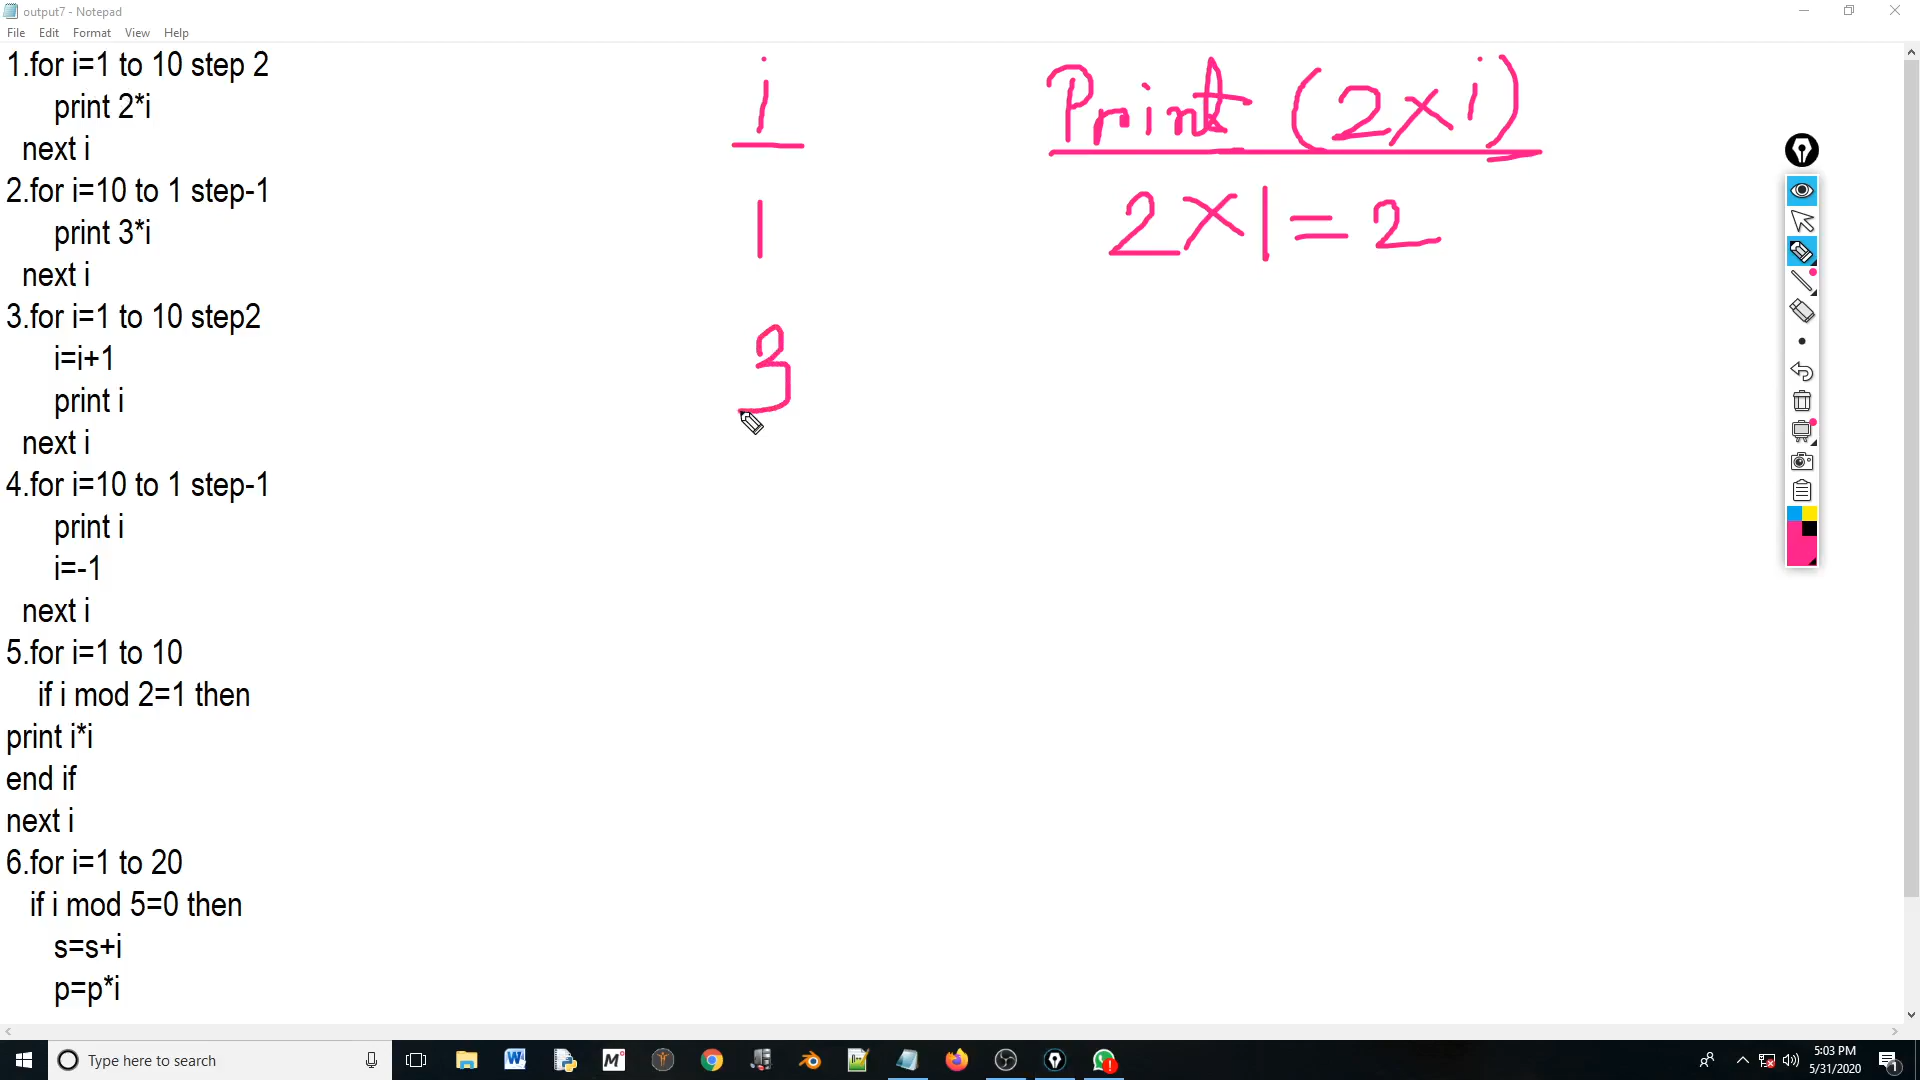 output7 - Notepad
File Edit Format View Help
1.for i=1 to 10 step 2
print 2*i
next i
2.for i=10 to 1 step-1
print 3*i
next i
3.for i=1 to 10 step2
i=i+1
print i
next i
4.for i=10 to 1 step-1
print i
i=-1
next i
5.for i=1 to 10
if i mod 2=1 then
print i*i
end if
next i
6.for i=1 to 20
if i mod 5=0 then
s=s+i
p=p*i
i
Print (2×i)
1
2×1=2
3
Type here to search
5:03 PM
5/31/2020
1